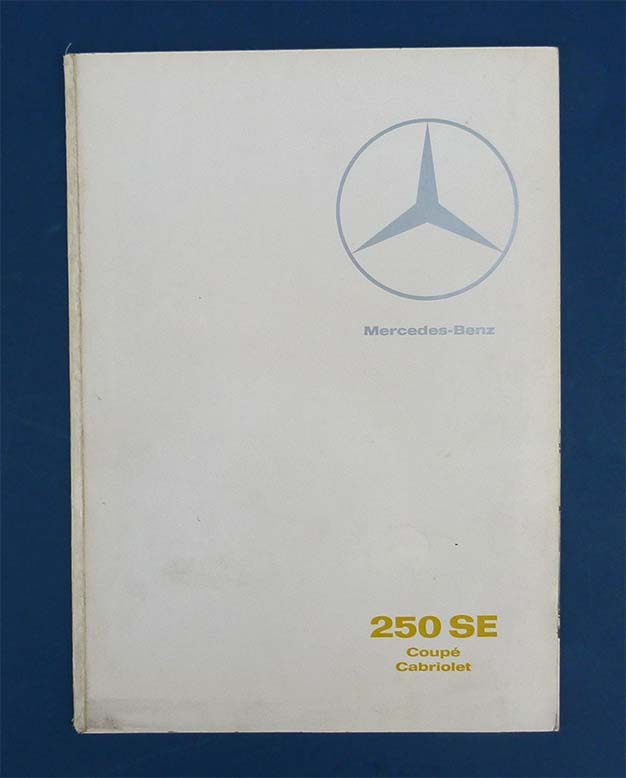 Mercedes-Benz
250 SE
Coupé
Cabriolet